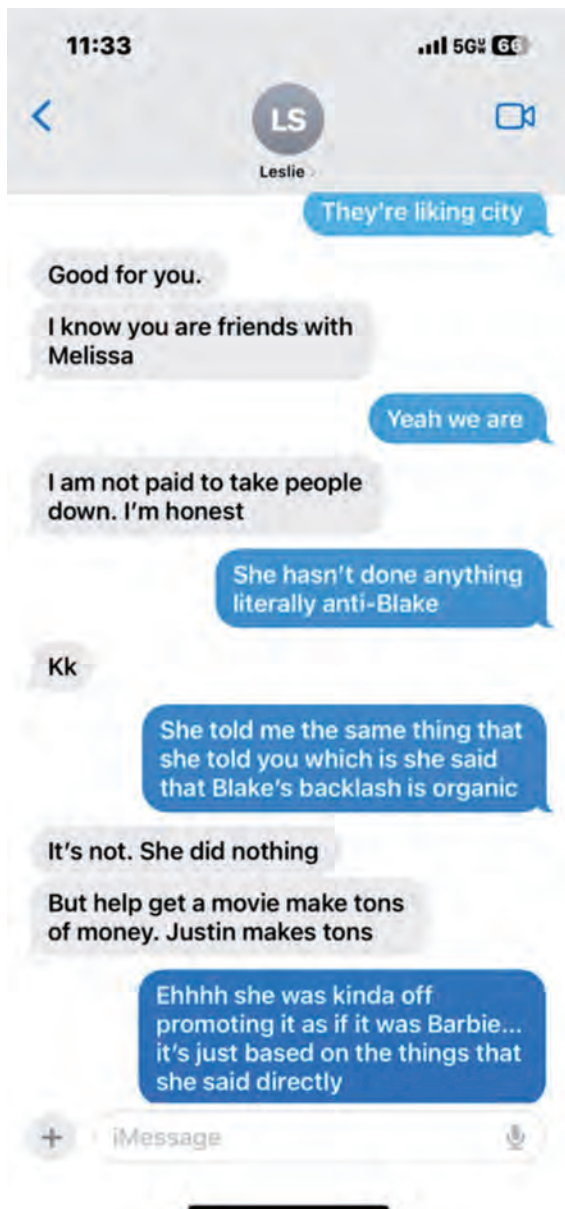 11:33
5G 66
LS
Leslie
They're liking city
Good for you.
I know you are friends with
Melissa
Yeah we are
I am not paid to take people
down. I'm honest
She hasn't done anything
literally anti-Blake
Kk
She told me the same thing that
she told you which is she said
that Blake's backlash is organic
It's not. She did nothing
But help get a movie make tons
of money. Justin makes tons
Ehhhh she was kinda off
promoting it as if it was Barbie...
it's just based on the things that
she said directly
iMessage